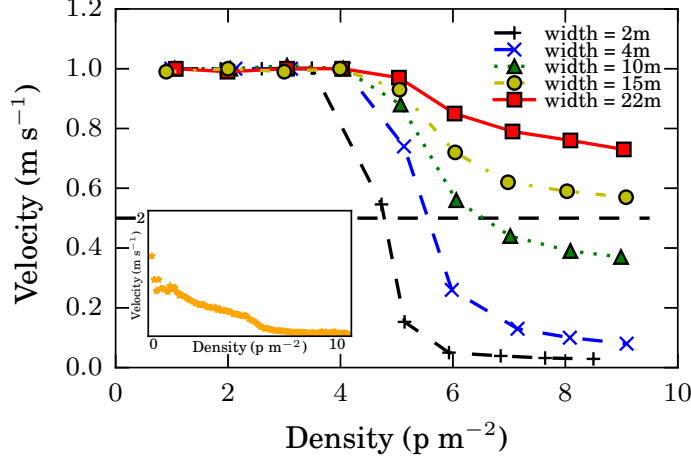 1.2
1.0
0.8
0.6
0.4
0.2
0.0
Velocity (m s⁻¹)
width = 2m
width = 4m
width = 10m
width = 15m
width = 22m
2
Velocity (m s⁻¹)
0
10
Density (p m⁻²)
0
2
4
6
8
10
Density (p m⁻²)